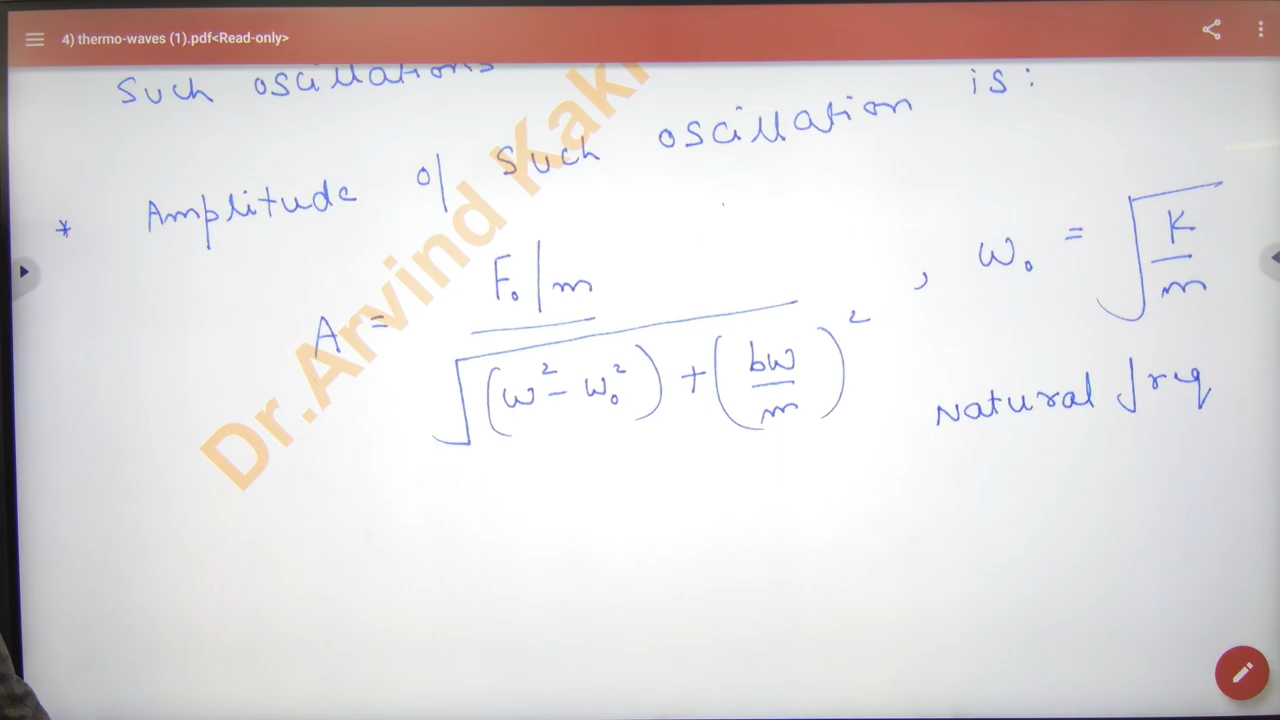 4) thermo-waves (1).pdf<Read-only>
Such oscillations
* Amplitude of such oscillation is:
A = F₀/m / √((ω² - ω₀²) + (bω/m)²) , ω₀ = √(K/m)
Natural freq
Dr.Arvind Kaki